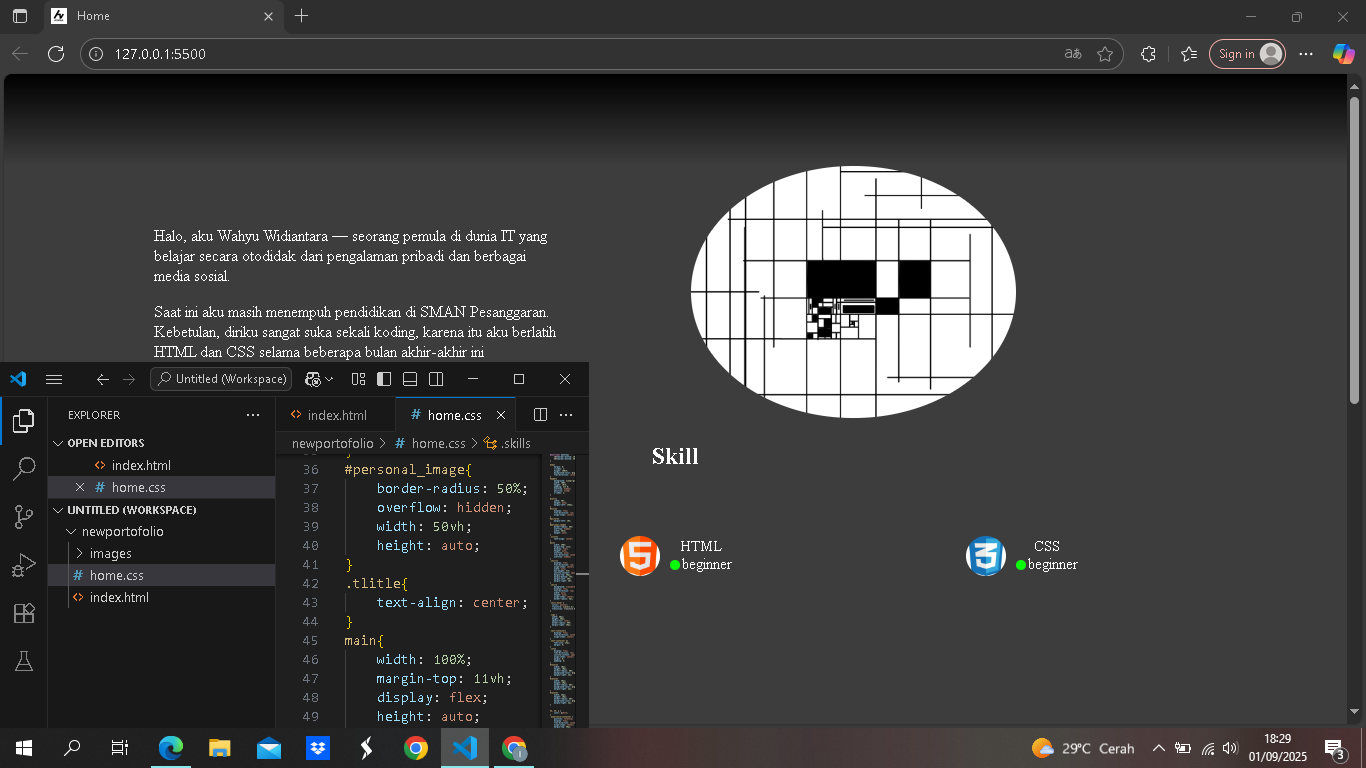 Home
127.0.0.1:5500
aあ
Sign in
Halo, aku Wahyu Widiantara — seorang pemula di dunia IT yang
belajar secara otodidak dari pengalaman pribadi dan berbagai
media sosial.
Saat ini aku masih menempuh pendidikan di SMAN Pesanggaran.
Kebetulan, diriku sangat suka sekali koding, karena itu aku berlatih
HTML dan CSS selama beberapa bulan akhir-akhir ini
Skill
HTML
beginner
CSS
beginner
Untitled (Workspace)
EXPLORER
OPEN EDITORS
index.html
home.css
UNTITLED (WORKSPACE)
newportofolio
images
home.css
index.html
index.html
home.css
newportofolio > # home.css > .skills
36 #personal_image{
37 border-radius: 50%;
38 overflow: hidden;
39 width: 50vh;
40 height: auto;
41 }
42 .tlitle{
43 text-align: center;
44 }
45 main{
46 width: 100%;
47 margin-top: 11vh;
48 display: flex;
49 height: auto;
29°C Cerah
18:29
01/09/2025
3